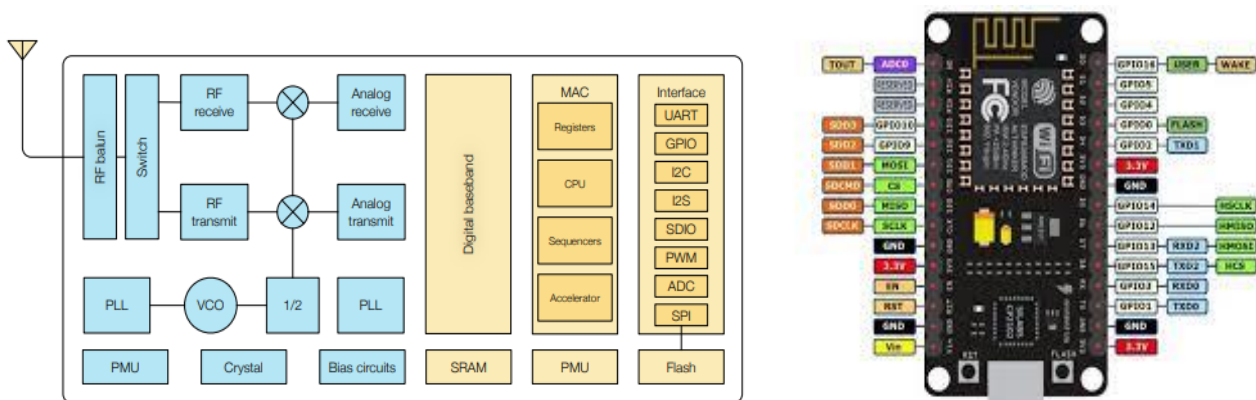 RF balun
Switch
RF receive
Analog receive
RF transmit
Analog transmit
PLL
VCO
1/2
PLL
PMU
Crystal
Bias circuits
Digital baseband
SRAM
MAC
Registers
CPU
Sequencers
Accelerator
PMU
Interface
UART
GPIO
I2C
I2S
SDIO
PWM
ADC
SPI
Flash
TOUT ADC0
RESERVED
RESERVED
SDD3 GPIO10
SDD2 GPIO9
SDD1 MOSI
SDCMD CS
SDD0 MISO
SDCLK SCLK
GND
3.3V
EN
RST
GND
Vin
GPIO16 USER WAKE
GPIO5
GPIO4
GPIO0 FLASH
GPIO2 TXD1
3.3V
GND
GPIO14 HSCLK
GPIO12 HMISO
GPIO13 RXD2 HMOSI
GPIO15 TXD2 HCS
GPIO3 RXD0
GPIO1 TXD0
GND
3.3V
WiFi
RST
FLASH